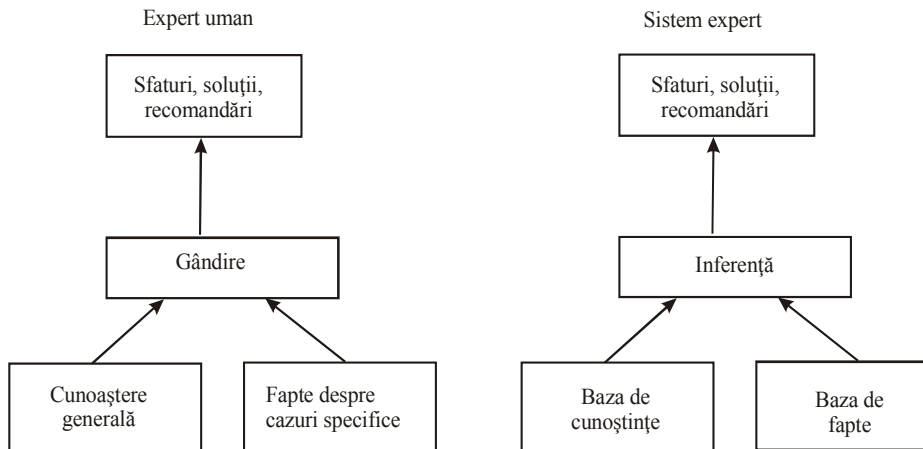 Expert uman
Sfaturi, soluţii,
recomandări
Gândire
Cunoaştere
generală
Fapte despre
cazuri specifice
Sistem expert
Sfaturi, soluţii,
recomandări
Inferenţă
Baza de
cunoştinţe
Baza de
fapte